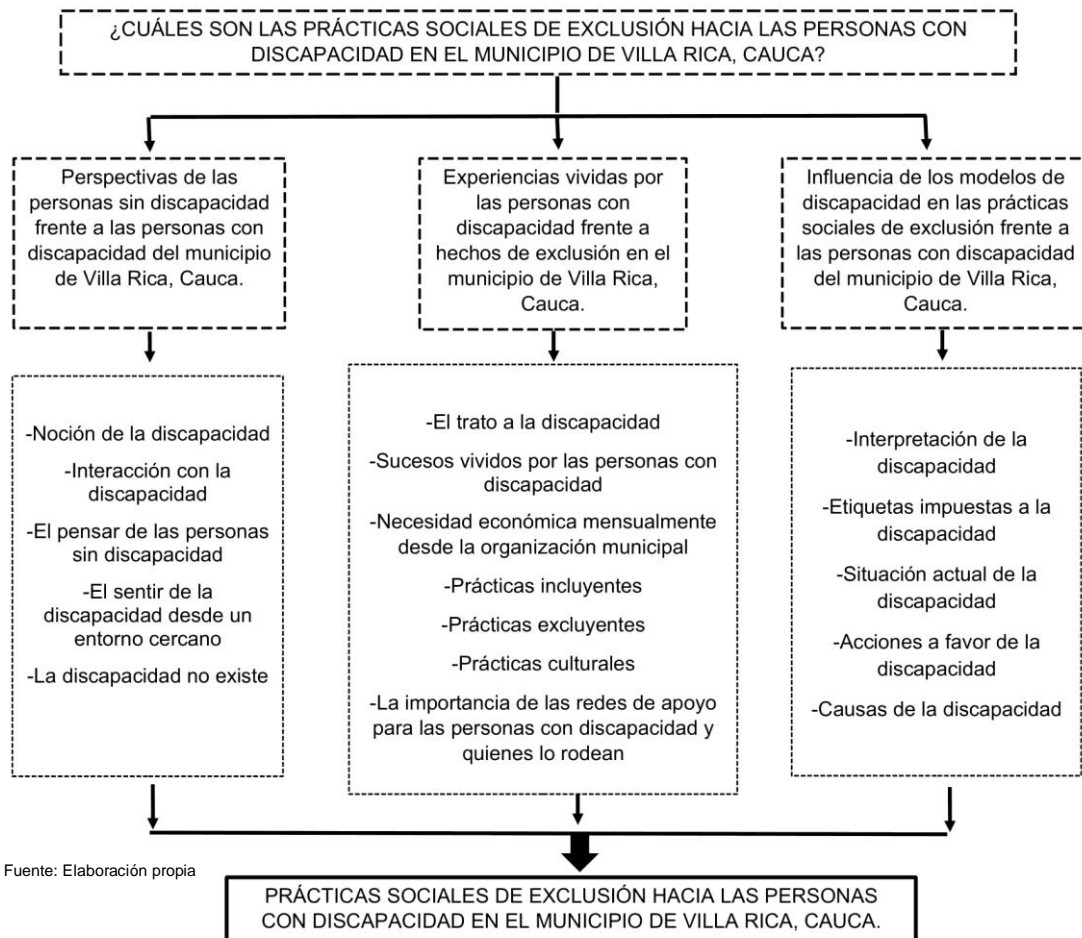 ¿CUÁLES SON LAS PRÁCTICAS SOCIALES DE EXCLUSIÓN HACIA LAS PERSONAS CON
DISCAPACIDAD EN EL MUNICIPIO DE VILLA RICA, CAUCA?
Perspectivas de las
personas sin discapacidad
frente a las personas con
discapacidad del municipio
de Villa Rica, Cauca.
Experiencias vividas por
las personas con
discapacidad frente a
hechos de exclusión en el
municipio de Villa Rica,
Cauca.
Influencia de los modelos de
discapacidad en las prácticas
sociales de exclusión frente a
las personas con discapacidad
del municipio de Villa Rica,
Cauca.
-Noción de la discapacidad
-Interacción con la
discapacidad
-El pensar de las personas
sin discapacidad
-El sentir de la
discapacidad desde un
entorno cercano
-La discapacidad no existe
-El trato a la discapacidad
-Sucesos vividos por las personas con
discapacidad
-Necesidad económica mensualmente
desde la organización municipal
-Prácticas incluyentes
-Prácticas excluyentes
-Prácticas culturales
-La importancia de las redes de apoyo
para las personas con discapacidad y
quienes lo rodean
-Interpretación de la
discapacidad
-Etiquetas impuestas a la
discapacidad
-Situación actual de la
discapacidad
-Acciones a favor de la
discapacidad
-Causas de la discapacidad
Fuente: Elaboración propia
PRÁCTICAS SOCIALES DE EXCLUSIÓN HACIA LAS PERSONAS
CON DISCAPACIDAD EN EL MUNICIPIO DE VILLA RICA, CAUCA.